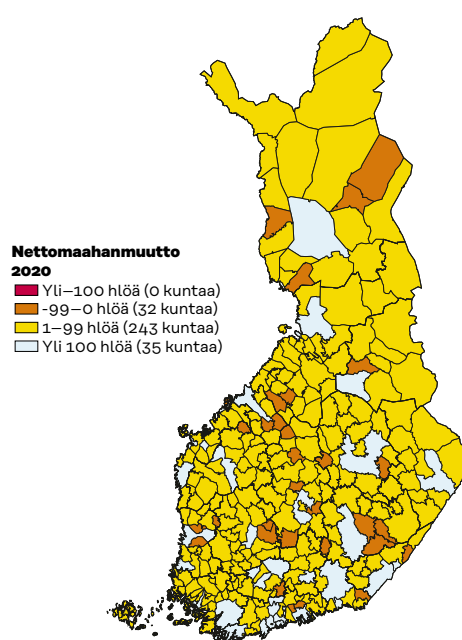 Nettomaahanmuutto
2020
Yli–100 hlöä (0 kuntaa)
-99–0 hlöä (32 kuntaa)
1–99 hlöä (243 kuntaa)
Yli 100 hlöä (35 kuntaa)